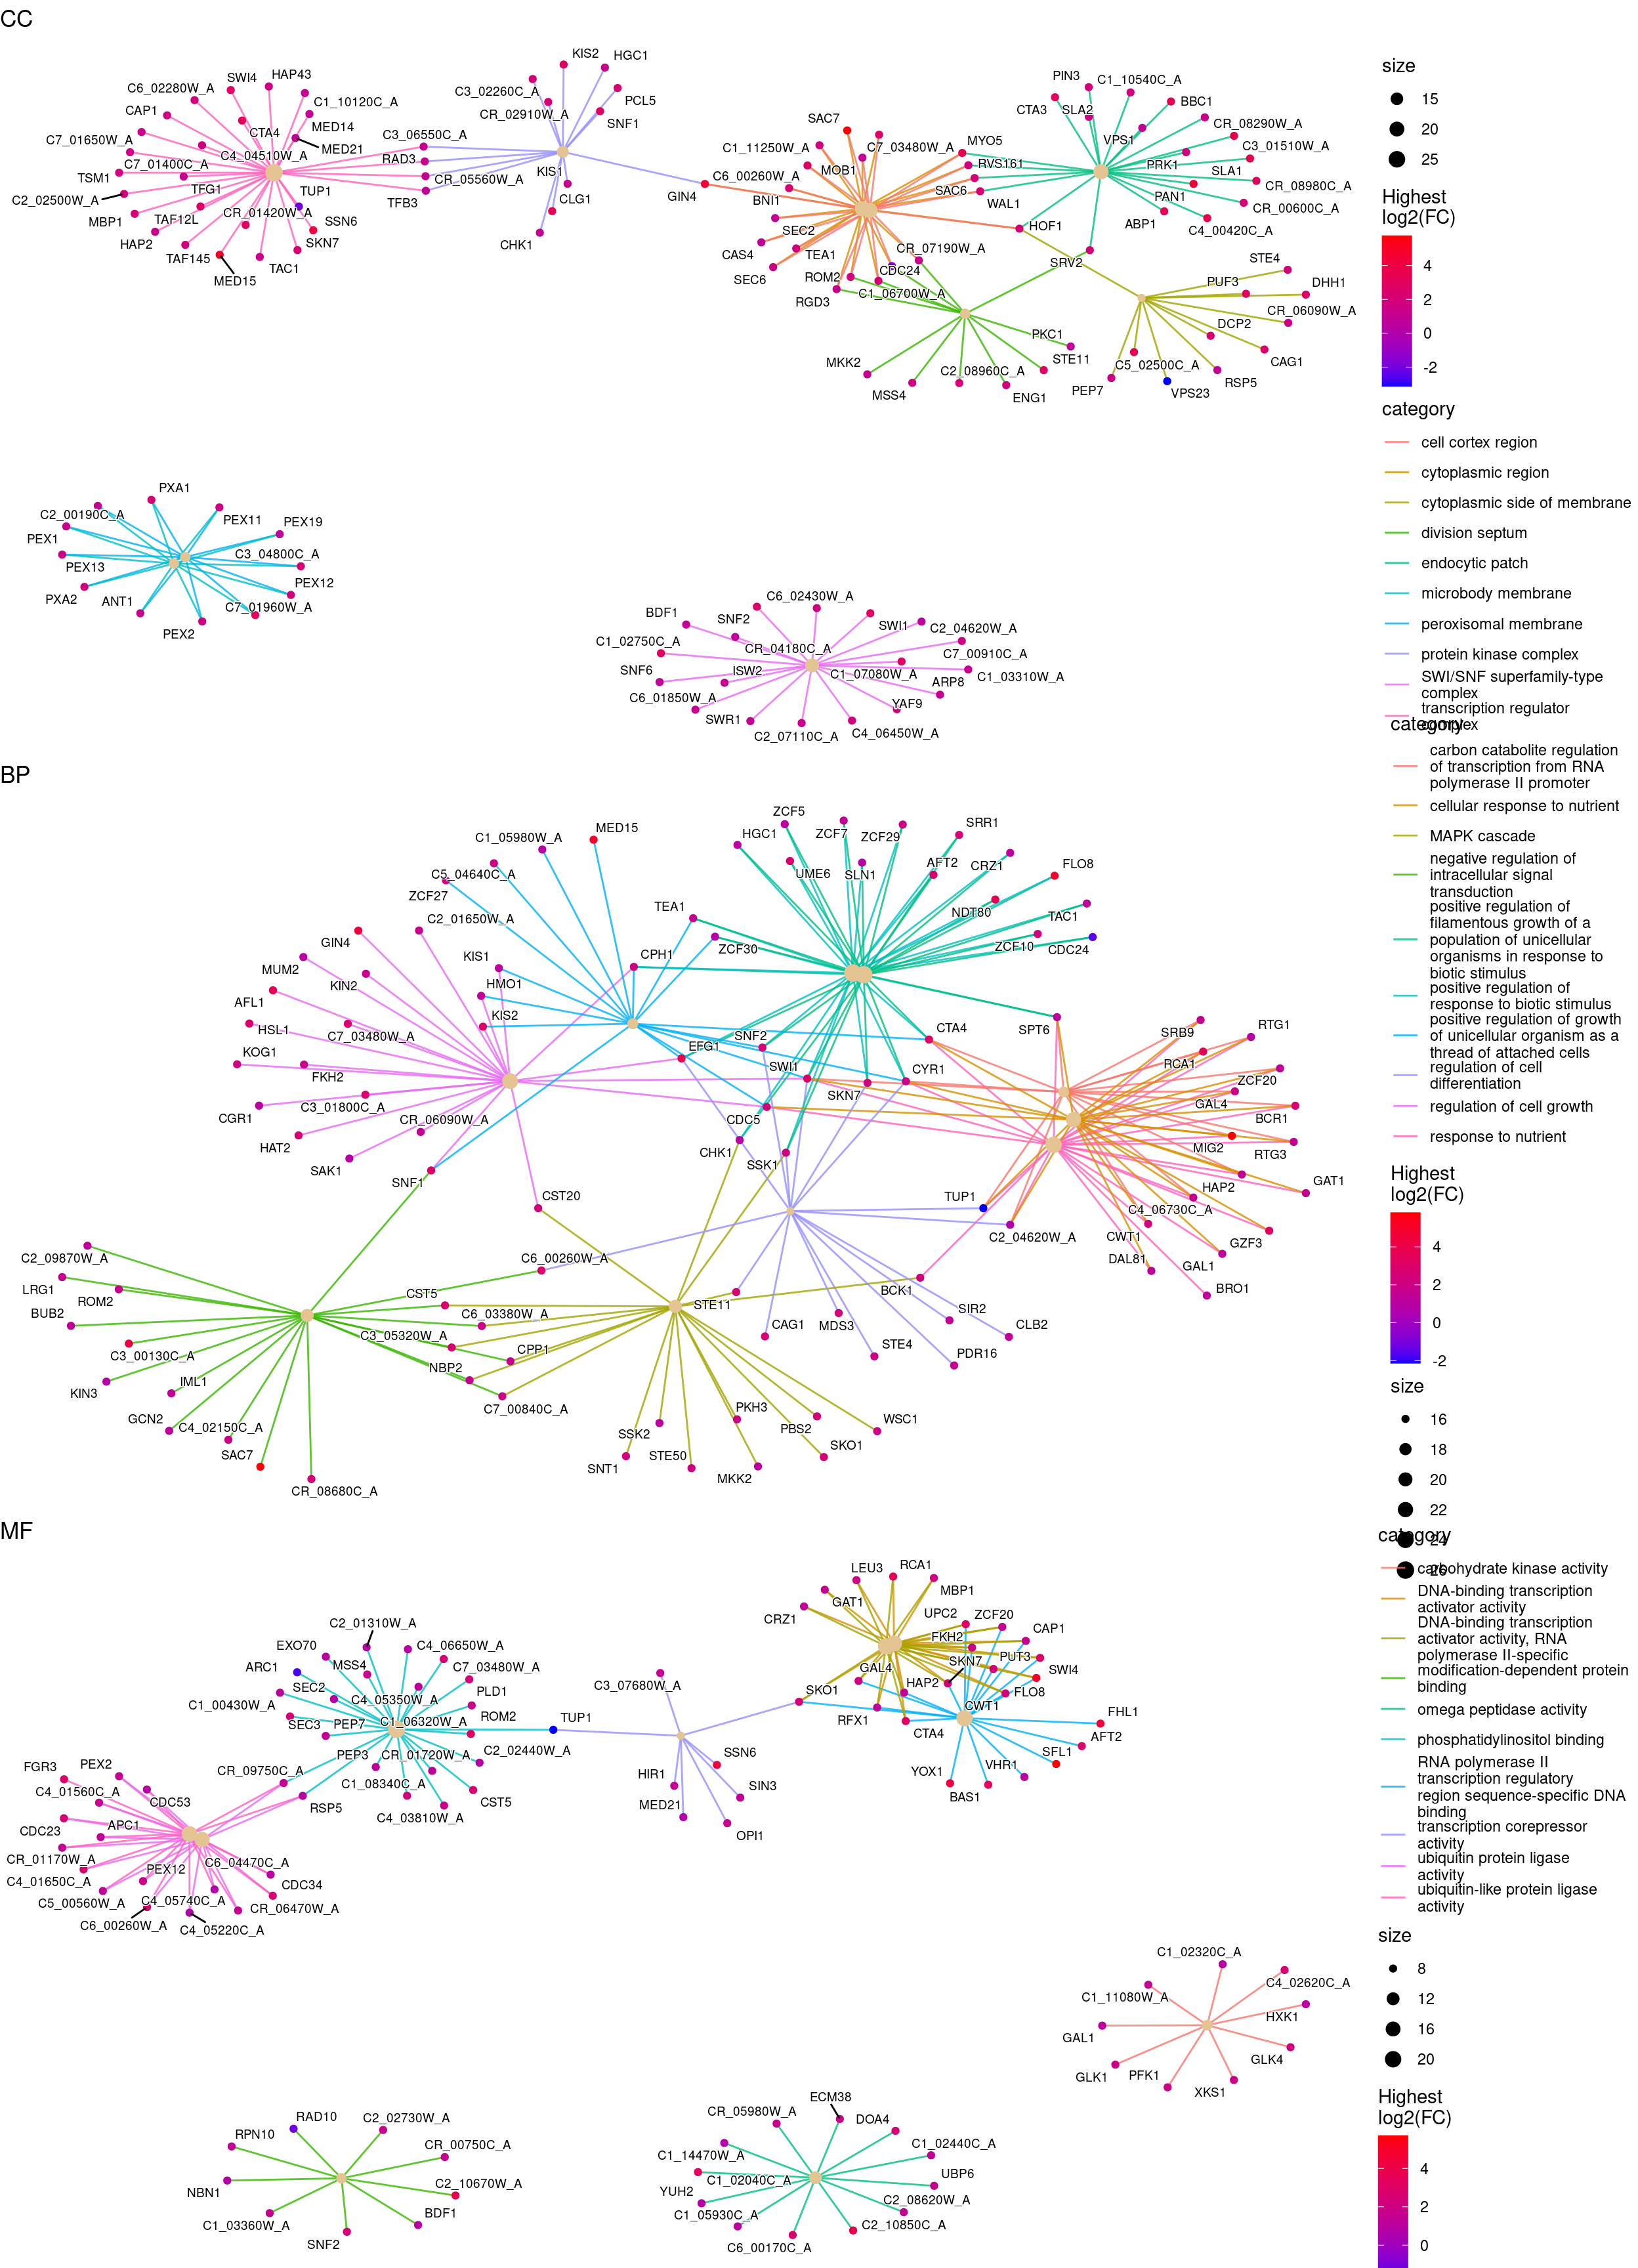 CC
KIS2
HGC1
SWI4
HAP43
C6_02280W_A
C3_02260C_A
C1_10120C_A
PCL5
CAP1
CR_02910W_A
SNF1
CTA4
MED14
C7_01650W_A
C3_06550C_A
MED21
C4_04510W_A
RAD3
C7_01400C_A
KIS1
TSM1
CR_05560W_A
TFG1
TUP1
C2_02500W_A
TFB3
CLG1
MBP1
TAF12L
CR_01420W_A
SSN6
HAP2
SKN7
CHK1
TAF145
TAC1
MED15
GIN4
SAC7
C1_11250W_A
C7_03480W_A
MYO5
MOB1
RVS161
C6_00260W_A
SAC6
BNI1
WAL1
SEC2
HOF1
CAS4
TEA1
CR_07190W_A
SEC6
ROM2
CDC24
RGD3
C1_06700W_A
SRV2
PIN3
C1_10540C_A
CTA3
SLA2
BBC1
VPS1
CR_08290W_A
C3_01510W_A
PRK1
SLA1
CR_08980C_A
PAN1
CR_00600C_A
ABP1
C4_00420C_A
STE4
PUF3
DHH1
CR_06090W_A
DCP2
PKC1
STE11
C5_02500C_A
CAG1
MKK2
C2_08960C_A
PEP7
VPS23
RSP5
MSS4
ENG1
PXA1
C2_00190C_A
PEX11
PEX19
PEX1
C3_04800C_A
PEX13
PEX12
PXA2
ANT1
C7_01960W_A
PEX2
C6_02430W_A
BDF1
SNF2
SWI1
C2_04620W_A
C1_02750C_A
CR_04180C_A
C7_00910C_A
SNF6
ISW2
C1_07080W_A
C1_03310W_A
ARP8
C6_01850W_A
YAF9
SWR1
C2_07110C_A
C4_06450W_A
size
15
20
25
Highest
log2(FC)
4
2
0
-2
category
cell cortex region
cytoplasmic region
cytoplasmic side of membrane
division septum
endocytic patch
microbody membrane
peroxisomal membrane
protein kinase complex
SWI/SNF superfamily-type
complex
transcription regulator
complex
BP
C1_05980W_A
MED15
C5_04640C_A
ZCF27
C2_01650W_A
GIN4
KIS1
MUM2
KIN2
HMO1
AFL1
KIS2
HSL1
C7_03480W_A
KOG1
FKH2
C3_01800C_A
CGR1
CR_06090W_A
HAT2
SAK1
SNF1
CST20
TEA1
ZCF30
CPH1
HGC1
ZCF5
ZCF7
ZCF29
SRR1
UME6
SLN1
AFT2
CRZ1
FLO8
NDT80
TAC1
ZCF10
CDC24
SNF2
EFG1
CTA4
SPT6
SWI1
CYR1
SKN7
CDC5
CHK1
SSK1
SRB9
RTG1
RCA1
ZCF20
GAL4
BCR1
MIG2
RTG3
HAP2
GAT1
C4_06730C_A
CWT1
GZF3
DAL81
GAL1
BRO1
TUP1
C2_04620W_A
C2_09870W_A
LRG1
ROM2
BUB2
C3_00130C_A
KIN3
IML1
GCN2
C4_02150C_A
SAC7
CR_08680C_A
C6_00260W_A
CST5
C6_03380W_A
C3_05320W_A
CPP1
NBP2
C7_00840C_A
STE11
BCK1
CAG1
MDS3
SIR2
CLB2
STE4
PDR16
PKH3
WSC1
SSK2
PBS2
STE50
SKO1
SNT1
MKK2
category
carbon catabolite regulation
of transcription from RNA
polymerase II promoter
cellular response to nutrient
MAPK cascade
negative regulation of
intracellular signal
transduction
positive regulation of
filamentous growth of a
population of unicellular
organisms in response to
biotic stimulus
positive regulation of
response to biotic stimulus
positive regulation of growth
of unicellular organism as a
thread of attached cells
regulation of cell
differentiation
regulation of cell growth
response to nutrient
Highest
log2(FC)
4
2
0
-2
size
16
18
20
22
24
26
MF
C2_01310W_A
EXO70
C4_06650W_A
ARC1
MSS4
C7_03480W_A
SEC2
C4_05350W_A
PLD1
C1_00430W_A
ROM2
SEC3
PEP7
C1_06320W_A
PEP3
CR_01720W_A
C2_02440W_A
CR_09750C_A
C1_08340C_A
CST5
RSP5
C4_03810W_A
TUP1
FGR3
PEX2
C4_01560C_A
CDC53
CDC23
APC1
CR_01170W_A
PEX12
C6_04470C_A
C4_01650C_A
CDC34
C5_00560W_A
C4_05740C_A
CR_06470W_A
C6_00260W_A
C4_05220C_A
C3_07680W_A
SSN6
HIR1
SIN3
MED21
OPI1
LEU3
RCA1
GAT1
MBP1
CRZ1
UPC2
ZCF20
FKH2
CAP1
GAL4
SKN7
PUT3
SWI4
SKO1
HAP2
FLO8
RFX1
CWT1
CTA4
FHL1
AFT2
SFL1
YOX1
VHR1
BAS1
C1_02320C_A
C4_02620C_A
C1_11080W_A
HXK1
GAL1
GLK4
GLK1
PFK1
XKS1
RAD10
C2_02730W_A
RPN10
CR_00750C_A
C2_10670W_A
NBN1
BDF1
C1_03360W_A
SNF2
ECM38
CR_05980W_A
DOA4
C1_14470W_A
C1_02440C_A
C1_02040C_A
UBP6
YUH2
C2_08620W_A
C1_05930C_A
C2_10850C_A
C6_00170C_A
category
carbohydrate kinase activity
DNA-binding transcription
activator activity
DNA-binding transcription
activator activity, RNA
polymerase II-specific
modification-dependent protein
binding
omega peptidase activity
phosphatidylinositol binding
RNA polymerase II
transcription regulatory
region sequence-specific DNA
binding
transcription corepressor
activity
ubiquitin protein ligase
activity
ubiquitin-like protein ligase
activity
size
8
12
16
20
Highest
log2(FC)
4
2
0